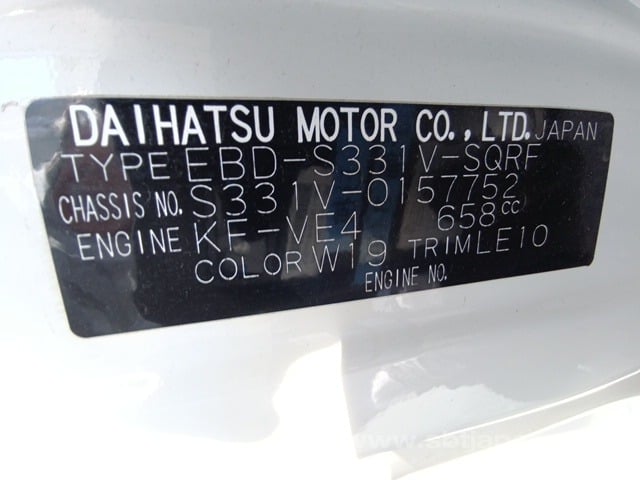 DAIHATSU MOTOR CO., LTD. JAPAN
TYPE EBD-S331V-SQRF
CHASSIS NO. S331V-0157752
ENGINE KF-VE4 658cc
COLOR W19 TRIM LE10
ENGINE NO.